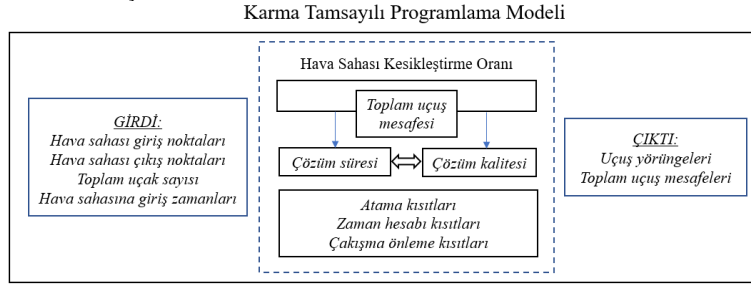 Karma Tamsayılı Programlama Modeli
Hava Sahası Kesikleştirme Oranı
Toplam uçuş
mesafesi
Çözüm süresi
Çözüm kalitesi
Atama kısıtları
Zaman hesabı kısıtları
Çakışma önleme kısıtları
GİRDİ:
Hava sahası giriş noktaları
Hava sahası çıkış noktaları
Toplam uçak sayısı
Hava sahasına giriş zamanları
ÇIKTI:
Uçuş yörüngeleri
Toplam uçuş mesafeleri